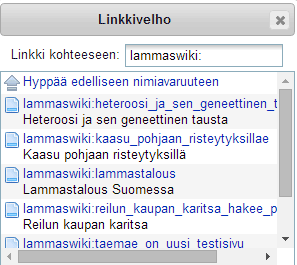 Linkkivelho
Linkki kohteeseen: lammaswiki:
Hyppää edelliseen nimiavaruuteen
lammaswiki:heteroosi_ja_sen_geneettinen_t
Heteroosi ja sen geneettinen tausta
lammaswiki:kaasu_pohjaan_risteytyksillae
Kaasu pohjaan risteytyksillä
lammaswiki:lammastalous
Lammastalous Suomessa
lammaswiki:reilun_kaupan_karitsa_hakee_p
Reilun kaupan karitsa
lammaswiki:taemae_on_uusi_testisivu